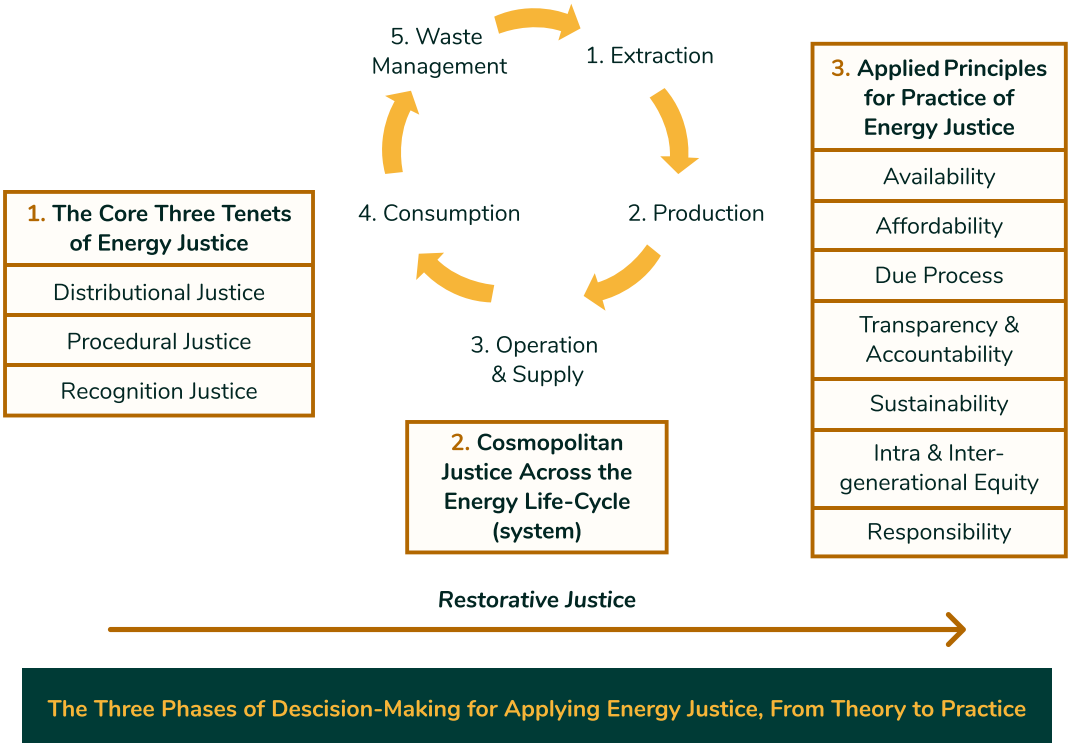 1. The Core Three Tenets
of Energy Justice
Distributional Justice
Procedural Justice
Recognition Justice
5. Waste
Management
1. Extraction
4. Consumption
2. Production
3. Operation
& Supply
2. Cosmopolitan
Justice Across the
Energy Life-Cycle
(system)
3. Applied Principles
for Practice of
Energy Justice
Availability
Affordability
Due Process
Transparency &
Accountability
Sustainability
Intra & Inter-
generational Equity
Responsibility
Restorative Justice
The Three Phases of Descision-Making for Applying Energy Justice, From Theory to Practice